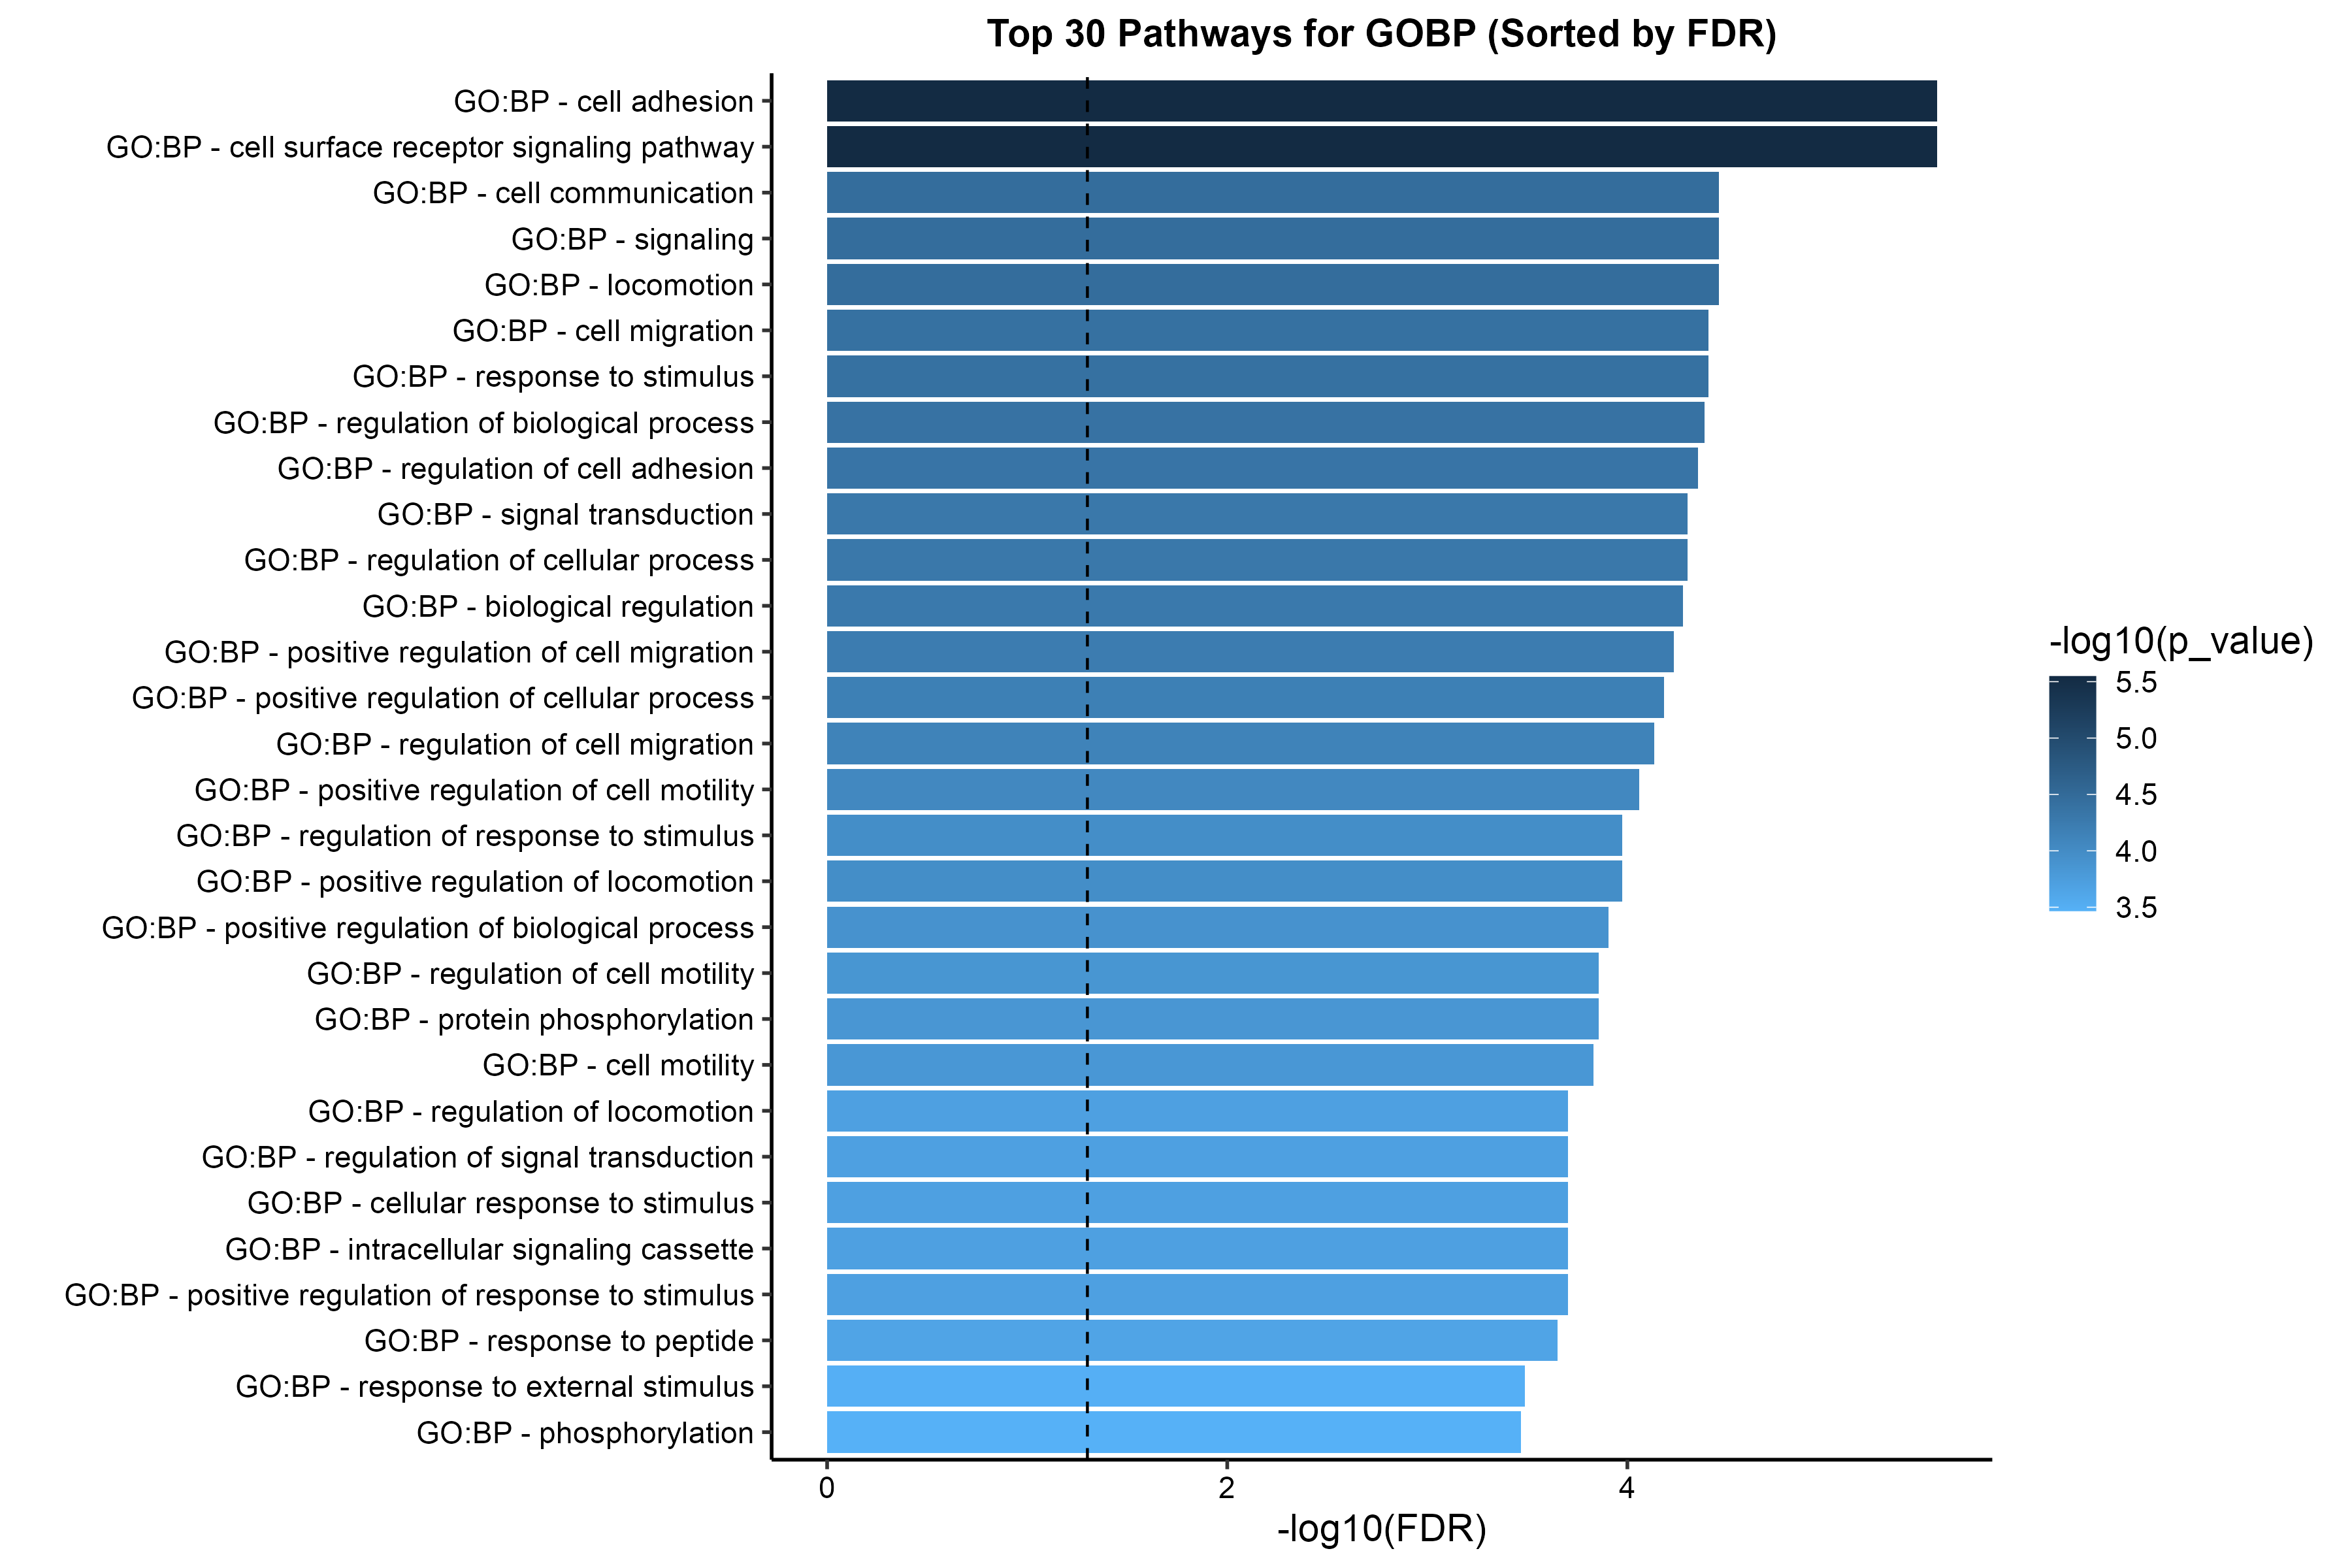 Top 30 Pathways for GOBP (Sorted by FDR)
GO:BP - cell adhesion
GO:BP - cell surface receptor signaling pathway
GO:BP - cell communication
GO:BP - signaling
GO:BP - locomotion
GO:BP - cell migration
GO:BP - response to stimulus
GO:BP - regulation of biological process
GO:BP - regulation of cell adhesion
GO:BP - signal transduction
GO:BP - regulation of cellular process
GO:BP - biological regulation
GO:BP - positive regulation of cell migration
GO:BP - positive regulation of cellular process
GO:BP - regulation of cell migration
GO:BP - positive regulation of cell motility
GO:BP - regulation of response to stimulus
GO:BP - positive regulation of locomotion
GO:BP - positive regulation of biological process
GO:BP - regulation of cell motility
GO:BP - protein phosphorylation
GO:BP - cell motility
GO:BP - regulation of locomotion
GO:BP - regulation of signal transduction
GO:BP - cellular response to stimulus
GO:BP - intracellular signaling cassette
GO:BP - positive regulation of response to stimulus
GO:BP - response to peptide
GO:BP - response to external stimulus
GO:BP - phosphorylation
0 2 4
-log10(FDR)
-log10(p_value)
5.5
5.0
4.5
4.0
3.5